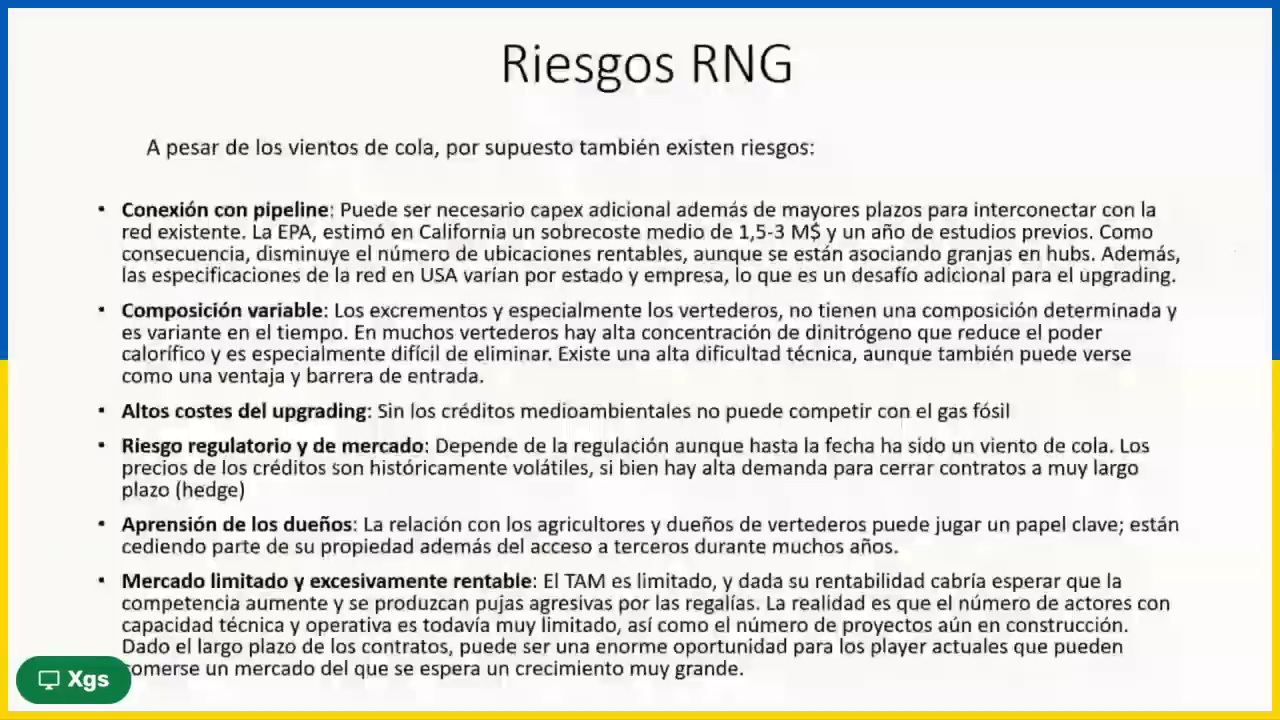 Riesgos RNG
A pesar de los vientos de cola, por supuesto también existen riesgos:
• Conexión con pipeline: Puede ser necesario capex adicional además de mayores plazos para interconectar con la
red existente. La EPA, estimó en California un sobrecoste medio de 1,5-3 M$ y un año de estudios previos. Como
consecuencia, disminuye el número de ubicaciones rentables, aunque se están asociando granjas en hubs. Además,
las especificaciones de la red en USA varían por estado y empresa, lo que es un desafío adicional para el upgrading.
• Composición variable: Los excrementos y especialmente los vertederos, no tienen una composición determinada y
es variante en el tiempo. En muchos vertederos hay alta concentración de dinitrógeno que reduce el poder
calorífico y es especialmente difícil de eliminar. Existe una alta dificultad técnica, aunque también puede verse
como una ventaja y barrera de entrada.
• Altos costes del upgrading: Sin los créditos medioambientales no puede competir con el gas fósil
• Riesgo regulatorio y de mercado: Depende de la regulación aunque hasta la fecha ha sido un viento de cola. Los
precios de los créditos son históricamente volátiles, si bien hay alta demanda para cerrar contratos a muy largo
plazo (hedge)
• Aprensión de los dueños: La relación con los agricultores y dueños de vertederos puede jugar un papel clave; están
cediendo parte de su propiedad además del acceso a terceros durante muchos años.
• Mercado limitado y excesivamente rentable: El TAM es limitado, y dada su rentabilidad cabría esperar que la
competencia aumente y se produzcan pujas agresivas por las regalías. La realidad es que el número de actores con
capacidad técnica y operativa es todavía muy limitado, así como el número de proyectos aún en construcción.
Dado el largo plazo de los contratos, puede ser una enorme oportunidad para los player actuales que pueden
omerse un mercado del que se espera un crecimiento muy grande.
Xgs